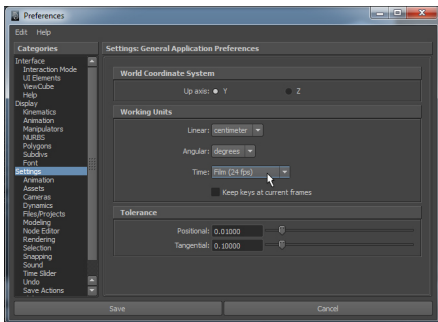 Preferences
Edit Help
Categories
Interface
Interaction Mode
UI Elements
ViewCube
Help
Display
Kinematics
Animation
Manipulators
NURBS
Polygons
Subdivs
Font
Settings
Animation
Assets
Cameras
Dynamics
Files/Projects
Modeling
Node Editor
Rendering
Selection
Snapping
Sound
Time Slider
Undo
Save Actions
Settings: General Application Preferences
World Coordinate System
Up axis: Y Z
Working Units
Linear: centimeter
Angular: degrees
Time: Film (24 fps)
Keep keys at current frames
Tolerance
Positional: 0.01000
Tangential: 0.10000
Save Cancel